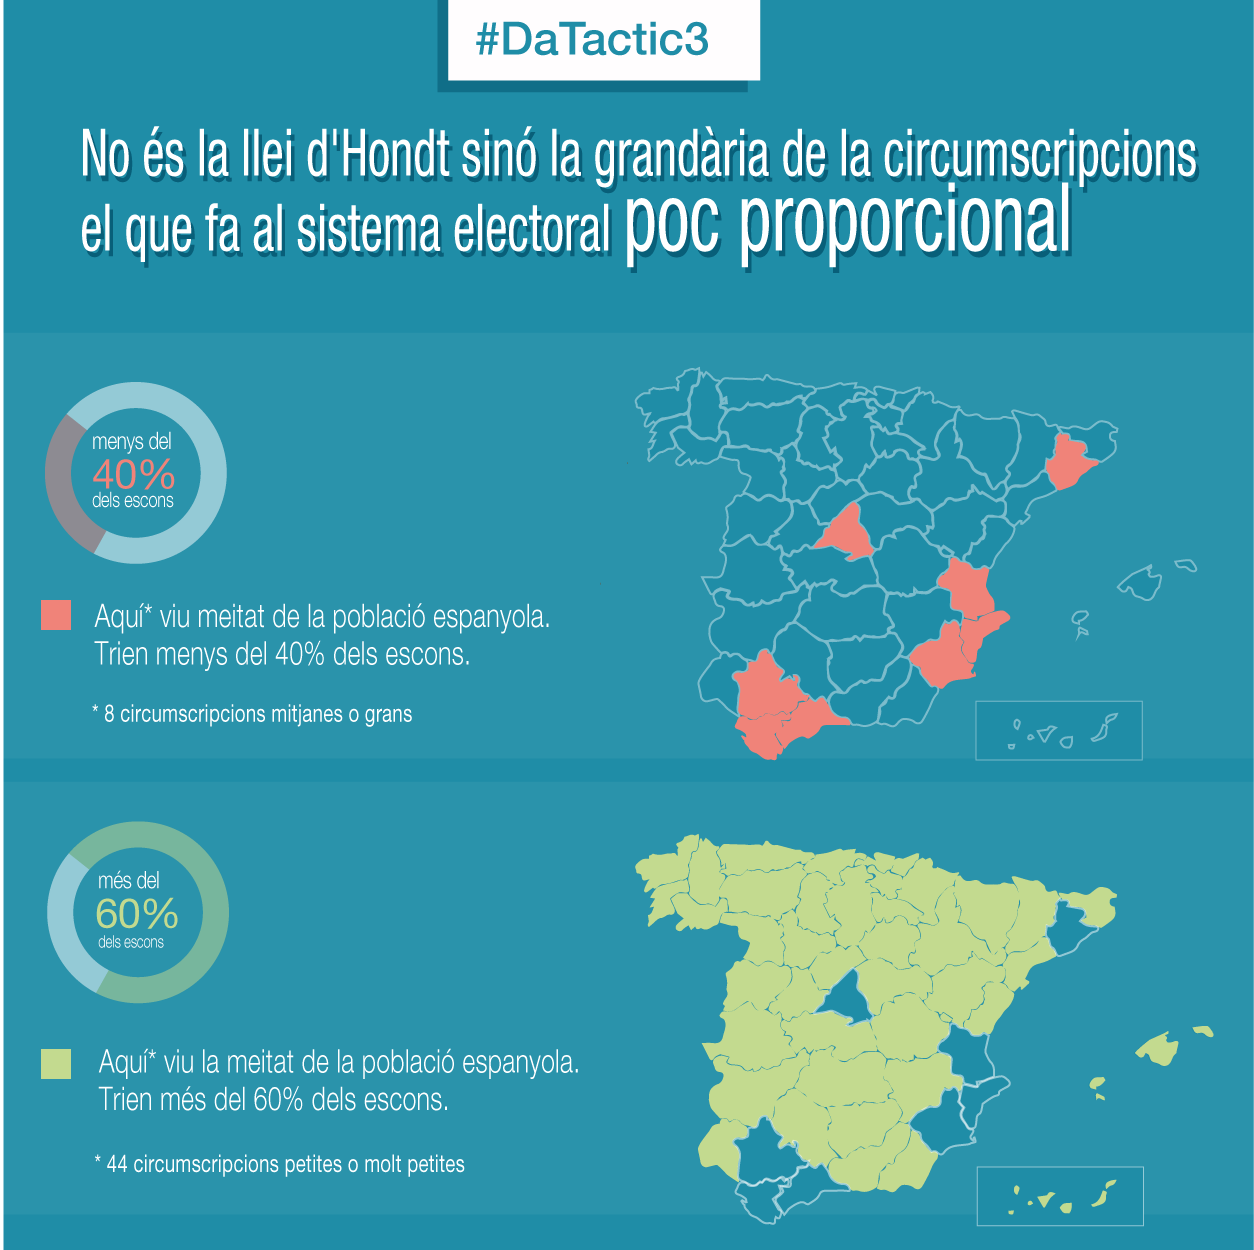 #DaTactic3
No és la llei d'Hondt sinó la grandària de la circumscripcions
el que fa al sistema electoral poc proporcional
menys del
40%
dels escons
Aquí* viu meitat de la població espanyola.
Trien menys del 40% dels escons.
* 8 circumscripcions mitjanes o grans
més del
60%
dels escons
Aquí* viu la meitat de la població espanyola.
Trien més del 60% dels escons.
* 44 circumscripcions petites o molt petites